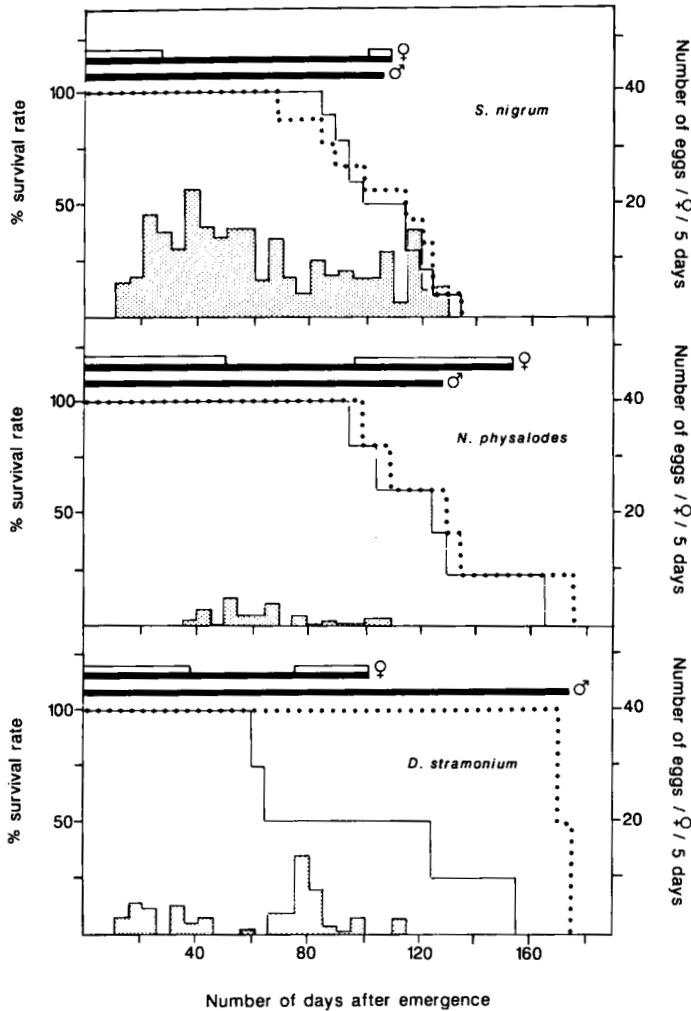 ♀
♂
S. nigrum
100
50
40
20
% survival rate
Number of eggs / ♀ / 5 days
♀
♂
N. physalodes
100
50
40
20
% survival rate
Number of eggs / ♀ / 5 days
♀
♂
D. stramonium
100
50
40
20
% survival rate
Number of eggs / ♀ / 5 days
40 80 120 160
Number of days after emergence